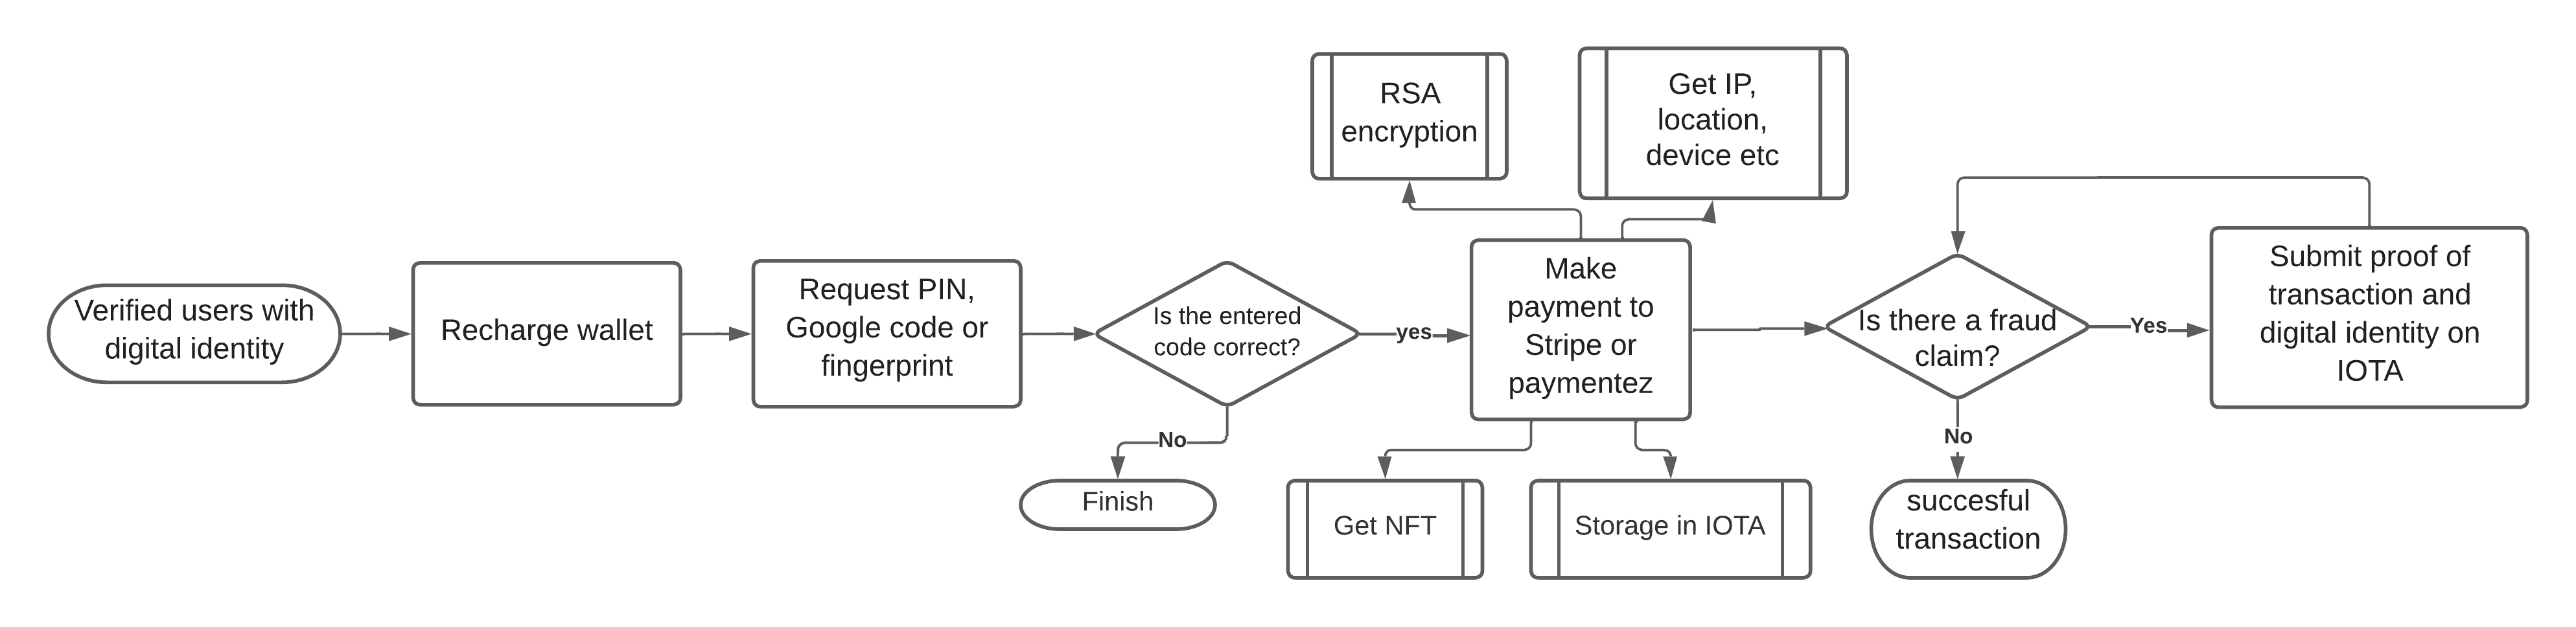 Verified users with
digital identity
Recharge wallet
Request PIN,
Google code or
fingerprint
Is the entered
code correct?
No
Finish
yes
RSA
encryption
Get IP,
location,
device etc
Make
payment to
Stripe or
paymentez
Get NFT
Storage in IOTA
Is there a fraud
claim?
No
succesful
transaction
Yes
Submit proof of
transaction and
digital identity on
IOTA